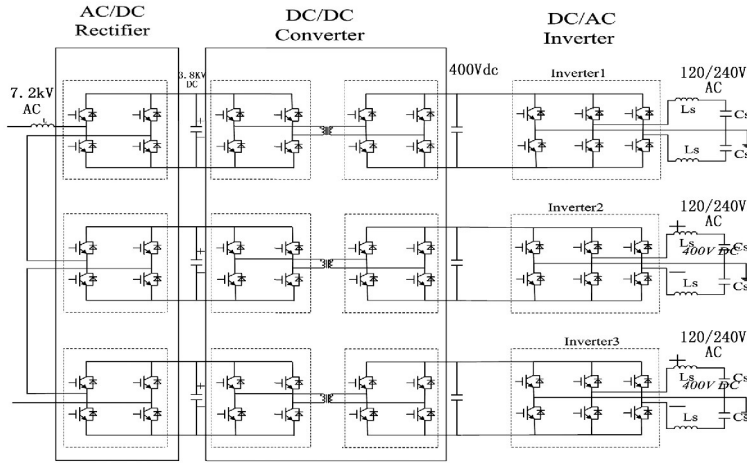 AC/DC
Rectifier
DC/DC
Converter
DC/AC
Inverter
7.2kV
AC
L
3.8KV
DC
400Vdc
Inverter1
120/240V
AC
Ls
Cs
Ls
Cs
Inverter2
120/240V
AC
Ls
Cs
400V DC
Ls
Cs
Inverter3
120/240V
AC
Ls
Cs
400V DC
Ls
Cs